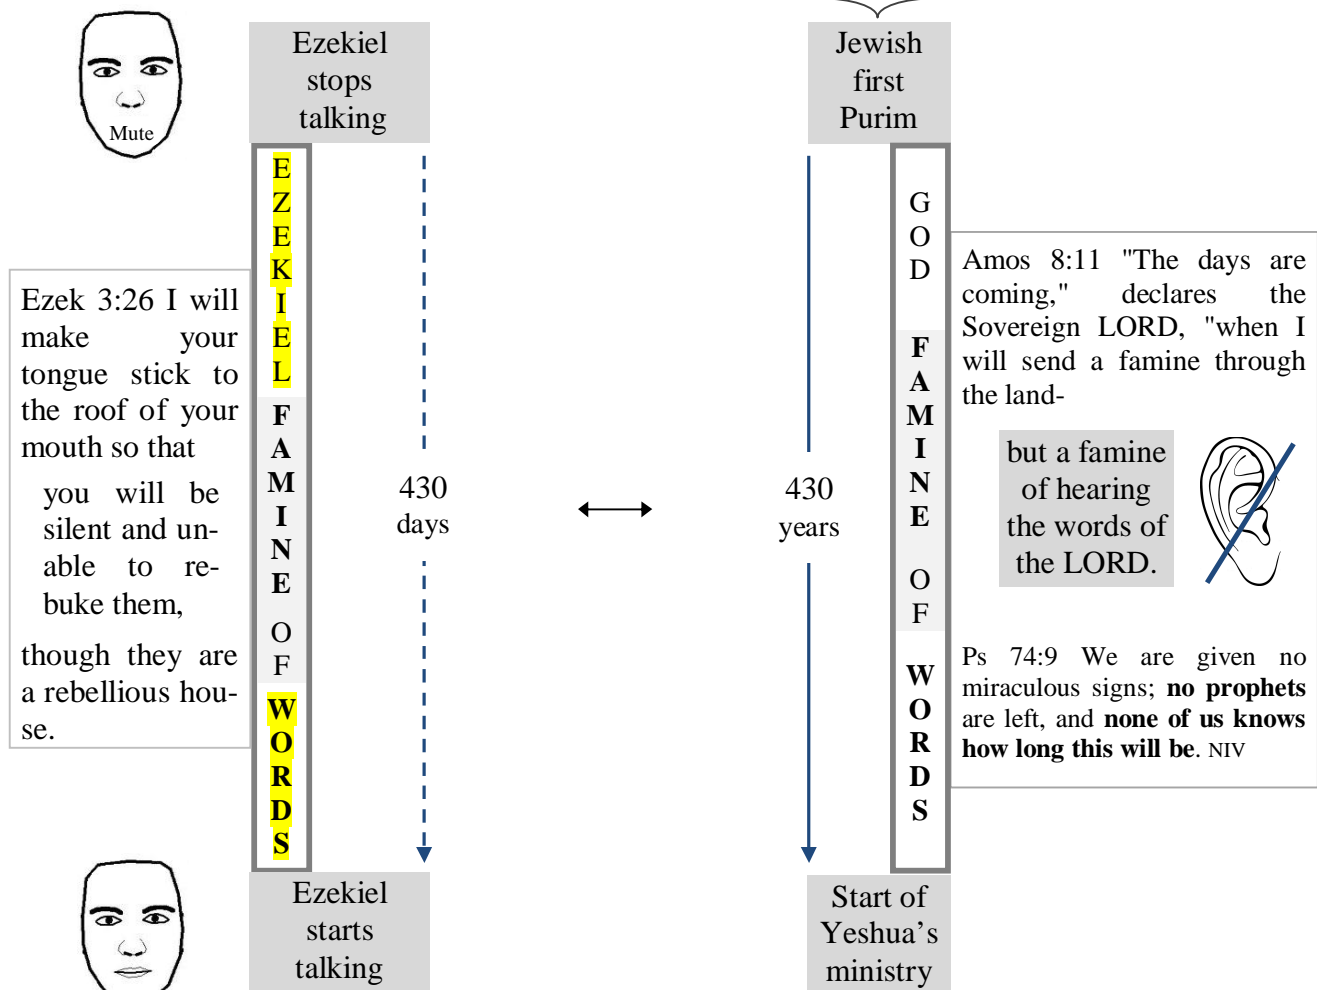 Mute
Ezekiel
stops
talking
Jewish
first
Purim
Ezek 3:26 I will
make your
tongue stick to
the roof of your
mouth so that
you will be
silent and un-
able to re-
buke them,
though they are
a rebellious hou-
se.
E
Z
E
K
I
E
L
F
A
M
I
N
E
O
F
W
O
R
D
S
430
days
430
years
G
O
D
F
A
M
I
N
E
O
F
W
O
R
D
S
Amos 8:11 "The days are
coming," declares the
Sovereign LORD, "when I
will send a famine through
the land-
but a famine
of hearing
the words of
the LORD.
Ps 74:9 We are given no
miraculous signs; no prophets
are left, and none of us knows
how long this will be. NIV
Ezekiel
starts
talking
Start of
Yeshua’s
ministry